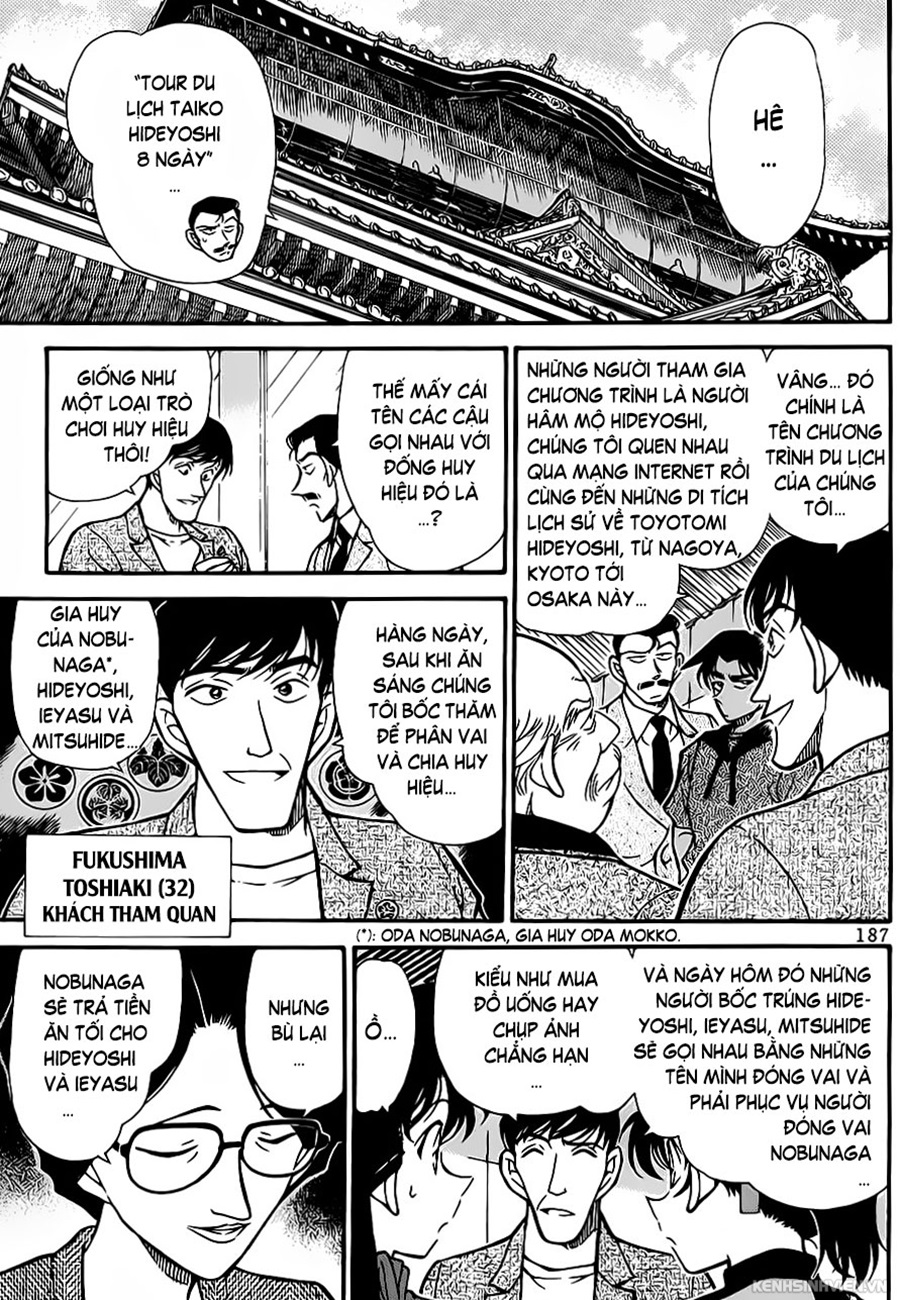 HÊ
...
"TOUR DU
LỊCH TAIKO
HIDEYOSHI
8 NGÀY"
...
VÂNG... ĐÓ
CHÍNH LÀ
TÊN CHƯƠNG
TRÌNH DU LỊCH
CỦA CHÚNG
TÔI...
NHỮNG NGƯỜI THAM GIA
CHƯƠNG TRÌNH LÀ NGƯỜI
HÂM MỘ HIDEYOSHI,
CHÚNG TÔI QUEN NHAU
QUA MẠNG INTERNET RỒI
CÙNG ĐẾN NHỮNG DI TÍCH
LỊCH SỬ VỀ TOYOTOMI
HIDEYOSHI, TỪ NAGOYA,
KYOTO TỚI
OSAKA NÀY...
THẾ MẤY CÁI
TÊN CÁC CẬU
GỌI NHAU VỚI
ĐỐNG HUY
HIỆU ĐÓ LÀ
...?
GIỐNG NHƯ
MỘT LOẠI TRÒ
CHƠI HUY HIỆU
THÔI!
HÀNG NGÀY,
SAU KHI ĂN
SÁNG CHÚNG
TÔI BỐC THĂM
ĐỂ PHÂN VAI
VÀ CHIA HUY
HIỆU...
GIA HUY
CỦA NOBU-
NAGA*,
HIDEYOSHI,
IEYASU VÀ
MITSUHIDE...
FUKUSHIMA
TOSHIAKI (32)
KHÁCH THAM QUAN
(*): ODA NOBUNAGA, GIA HUY ODA MOKKO.
187
VÀ NGÀY HÔM ĐÓ NHỮNG
NGƯỜI BỐC TRÚNG HIDE-
YOSHI, IEYASU, MITSUHIDE
SẼ GỌI NHAU BẰNG NHỮNG
TÊN MÌNH ĐÓNG VAI VÀ
PHẢI PHỤC VỤ NGƯỜI
ĐÓNG VAI
NOBUNAGA
...
KIỂU NHƯ MUA
ĐỒ UỐNG HAY
CHỤP ẢNH
CHẲNG HẠN
...
Ồ...
NHƯNG
BÙ LẠI
...
NOBUNAGA
SẼ TRẢ TIỀN
ĂN TỐI CHO
HIDEYOSHI
VÀ IEYASU
...
KENHSINHVIEN.VN